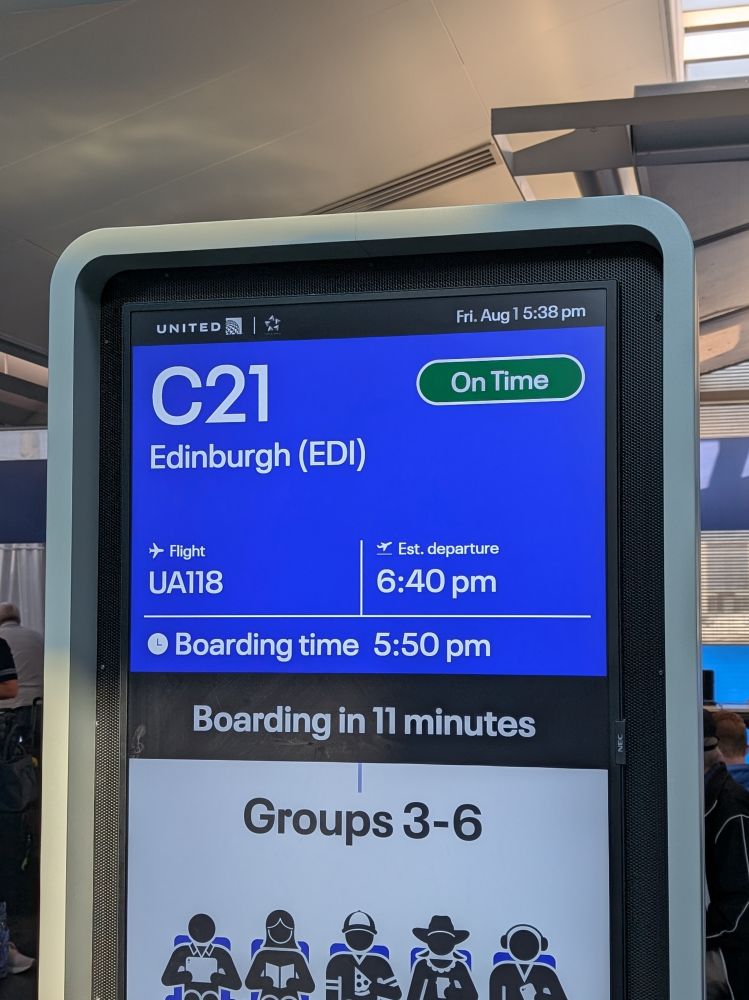 UNITED
Fri. Aug 1 5:38 pm
C21
On Time
Edinburgh (EDI)
Flight
Est. departure
UA118
6:40 pm
Boarding time 5:50 pm
Boarding in 11 minutes
NEC
Groups 3-6